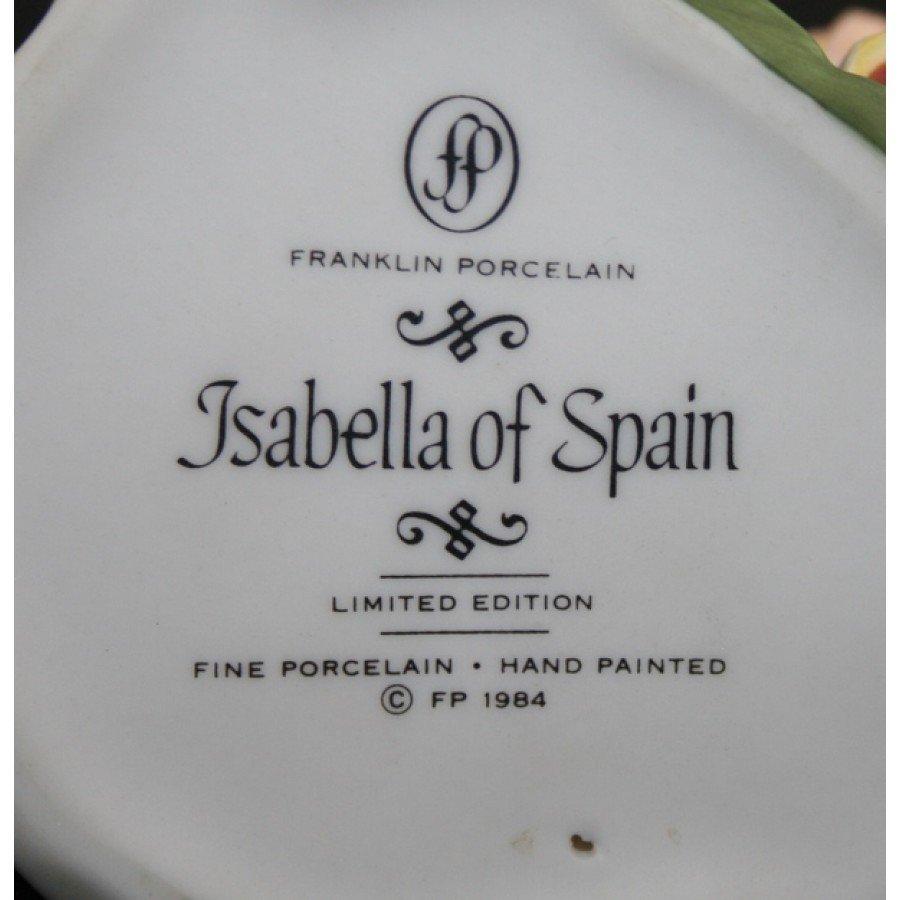 fp
FRANKLIN PORCELAIN
Isabella of Spain
LIMITED EDITION
FINE PORCELAIN • HAND PAINTED
© FP 1984